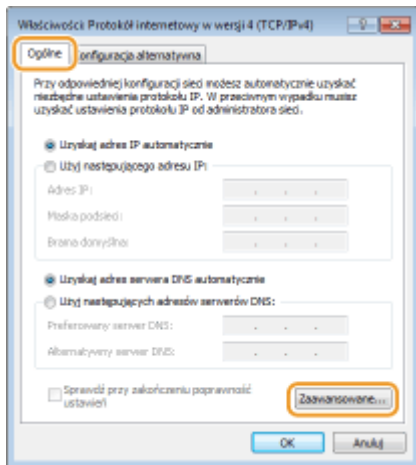 Właściwości: Protokół internetowy w wersji 4 (TCP/IPv4)
Ogólne
Konfiguracja alternatywna
Przy odpowiedniej konfiguracji sieci możesz automatycznie uzyskać
niezbędne ustawienia protokołu IP. W przeciwnym wypadku musisz
uzyskać ustawienia protokołu IP od administratora sieci.
Uzyskaj adres IP automatycznie
Użyj następującego adresu IP:
Adres IP:
Maska podsieci:
Brama domyślna:
Uzyskaj adres serwera DNS automatycznie
Użyj następujących adresów serwerów DNS:
Preferowany serwer DNS:
Alternatywny serwer DNS:
Sprawdź przy zakończeniu poprawność
ustawień
Zaawansowane...
OK
Anuluj